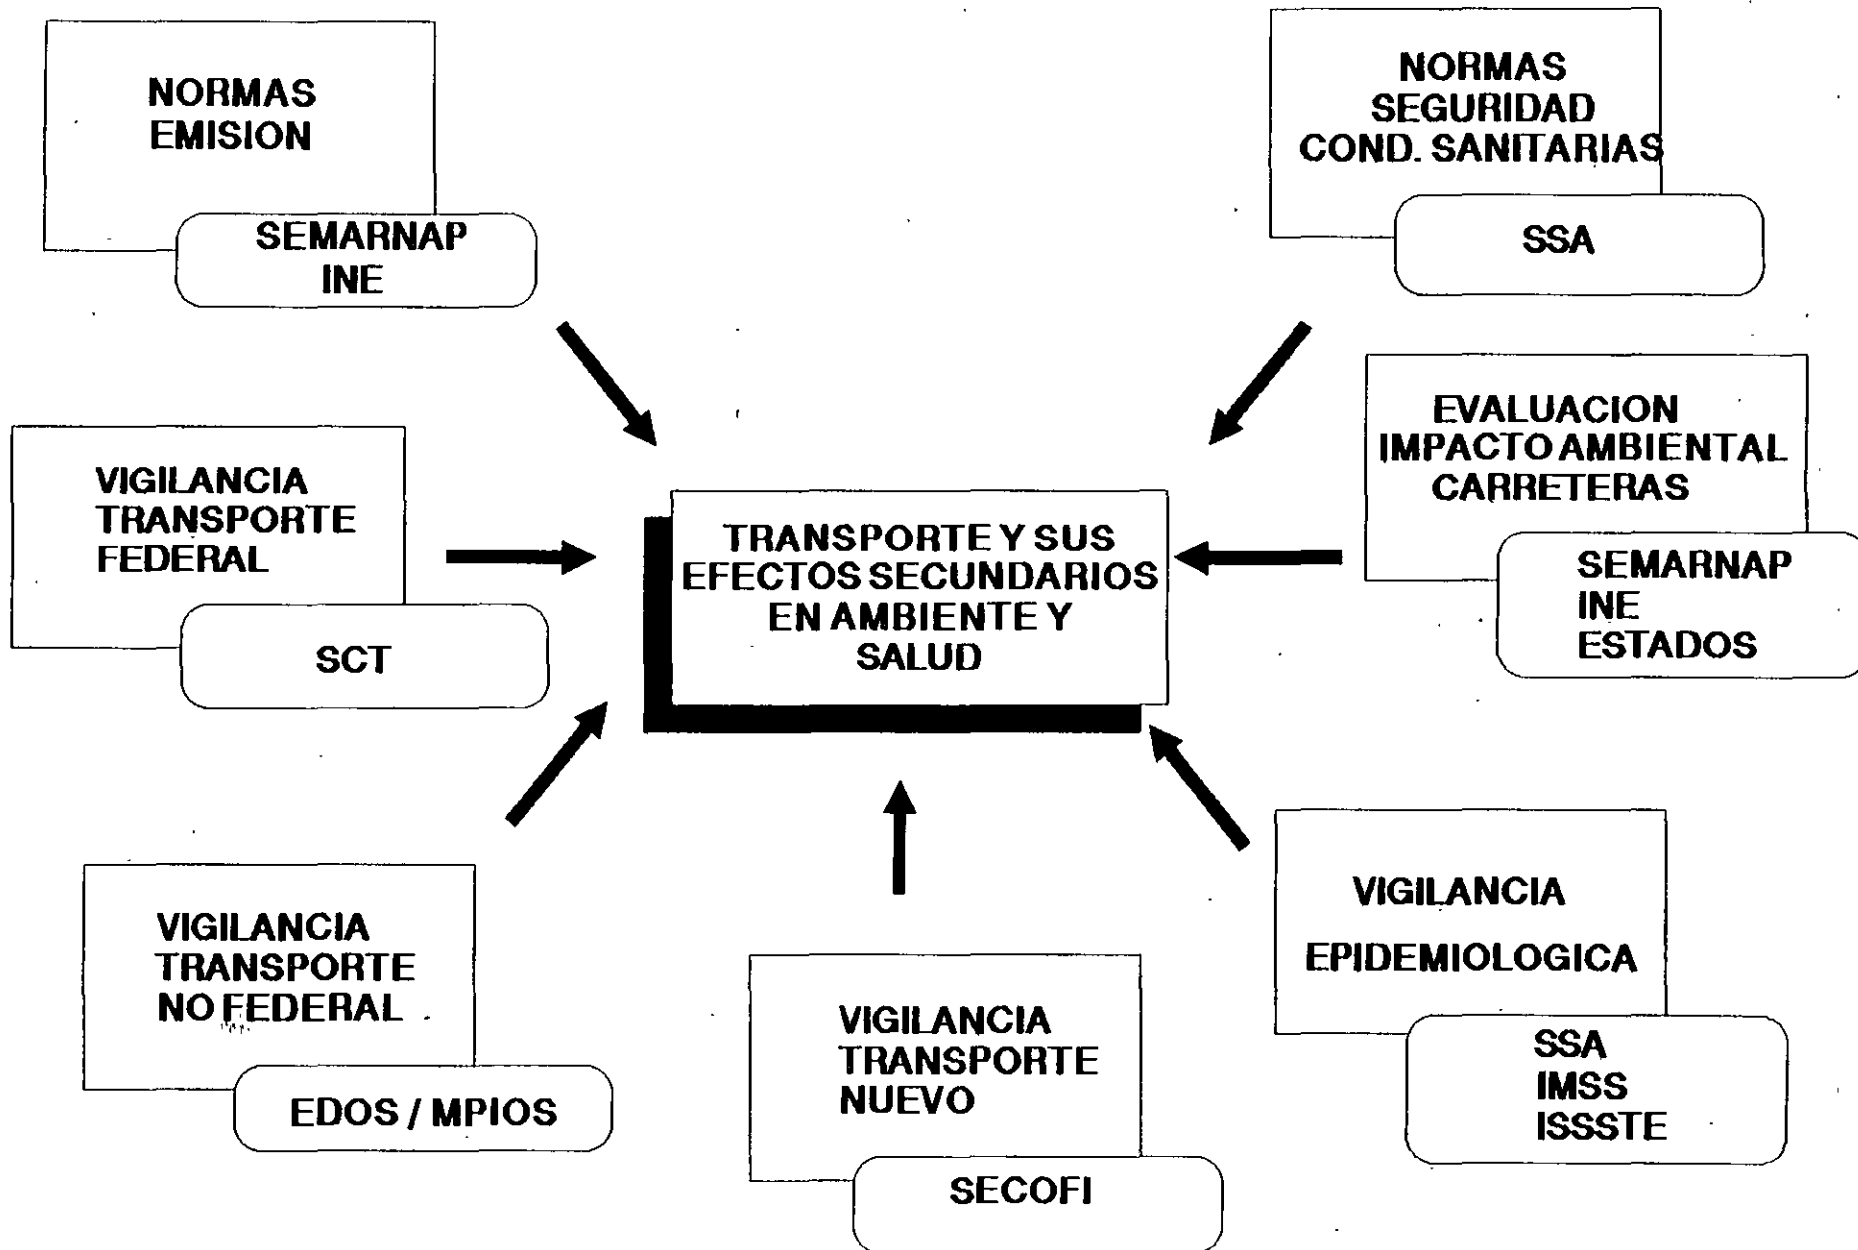 NORMAS
EMISION
SEMARNAP
INE
NORMAS
SEGURIDAD
COND. SANITARIAS
SSA
VIGILANCIA
TRANSPORTE
FEDERAL
SCT
TRANSPORTE Y SUS
EFECTOS SECUNDARIOS
EN AMBIENTE Y
SALUD
EVALUACION
IMPACTO AMBIENTAL
CARRETERAS
SEMARNAP
INE
ESTADOS
VIGILANCIA
TRANSPORTE
NO FEDERAL
EDOS / MPIOS
VIGILANCIA
TRANSPORTE
NUEVO
SECOFI
VIGILANCIA
EPIDEMIOLOGICA
SSA
IMSS
ISSSTE